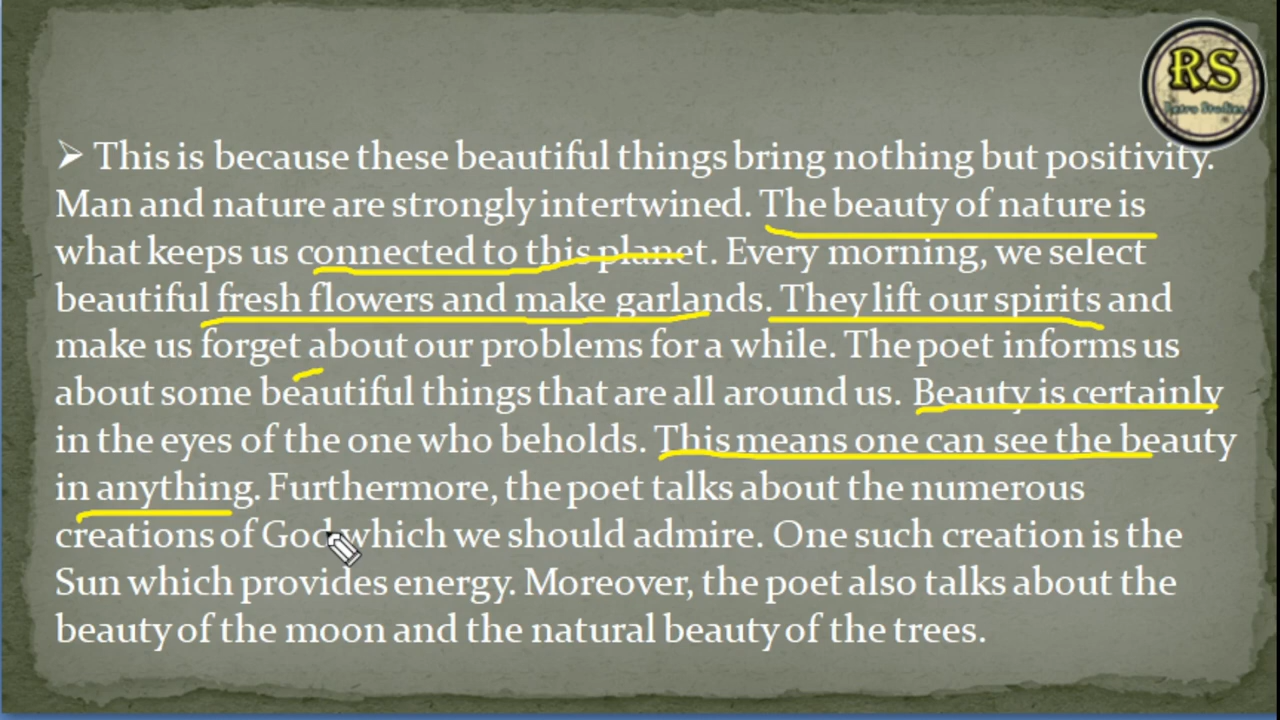 RS
Retro Studies
➢ This is because these beautiful things bring nothing but positivity.
Man and nature are strongly intertwined. The beauty of nature is
what keeps us connected to this planet. Every morning, we select
beautiful fresh flowers and make garlands. They lift our spirits and
make us forget about our problems for a while. The poet informs us
about some beautiful things that are all around us. Beauty is certainly
in the eyes of the one who beholds. This means one can see the beauty
in anything. Furthermore, the poet talks about the numerous
creations of God which we should admire. One such creation is the
Sun which provides energy. Moreover, the poet also talks about the
beauty of the moon and the natural beauty of the trees.